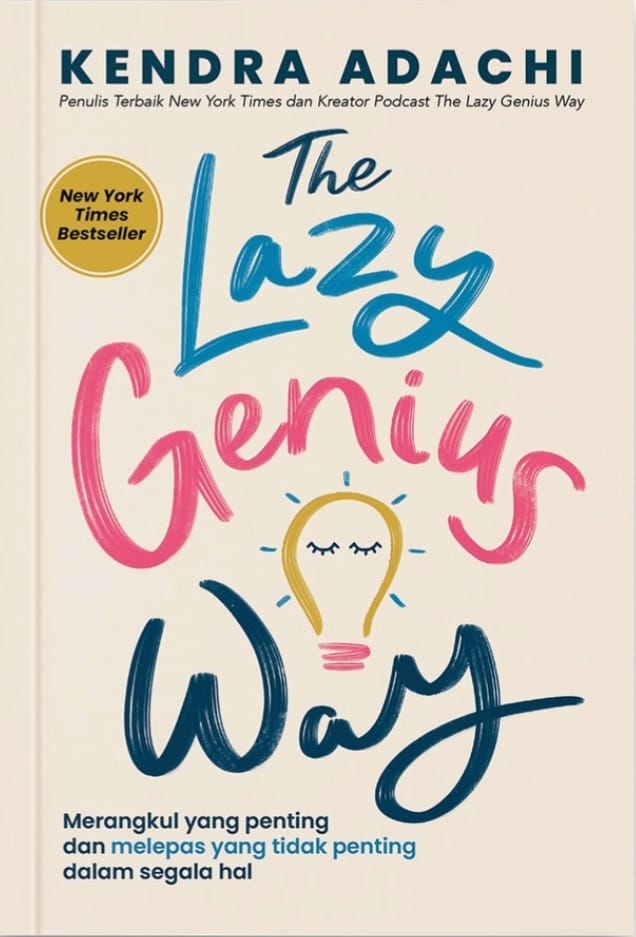 KENDRA ADACHI
Penulis Terbaik New York Times dan Kreator Podcast The Lazy Genius Way
The
New York
Times
Bestseller
Lazy
Genius
Way
Merangkul yang penting
dan melepas yang tidak penting
dalam segala hal